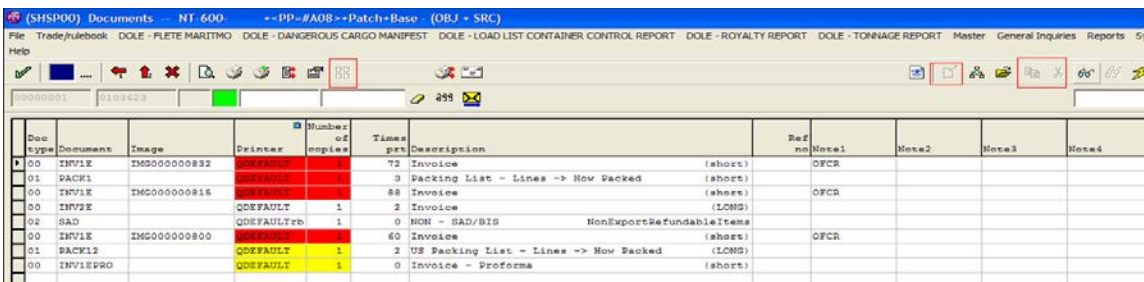 (SHSP00) Documents -- NT-600- +<PP=#A08>+Patch+Base - (OBJ + SRC)
File Trade/rulebook DOLE - FLETE MARITMO DOLE - DANGEROUS CARGO MANIFEST DOLE - LOAD LIST CONTAINER CONTROL REPORT DOLE - ROYALTY REPORT DOLE - TONNAGE REPORT Master General Inquiries Reports
Help
00000001 0103623
Doc type Document Image Printer Number of copies Times prt Description Ref no Note1 Note2 Note3 Note4
00 INV1E IMG000000832 QDEFAULT 1 72 Invoice (short) OFCR
01 PACK1 QDEFAULT 1 3 Packing List - Lines -> How Packed (short)
00 INV1E IMG000000815 QDEFAULT 1 88 Invoice (short) OFCR
00 INV2E QDEFAULT 1 2 Invoice (LONG)
02 SAD QDEFAULTrb 1 0 NON - SAD/BIS NonExportRefundableItems
00 INV1E IMG000000800 QDEFAULT 1 60 Invoice (short) OFCR
01 PACK12 QDEFAULT 1 2 US Packing List - Lines -> How Packed (LONG)
00 INV1EPRO QDEFAULT 1 0 Invoice - Proforma (short)